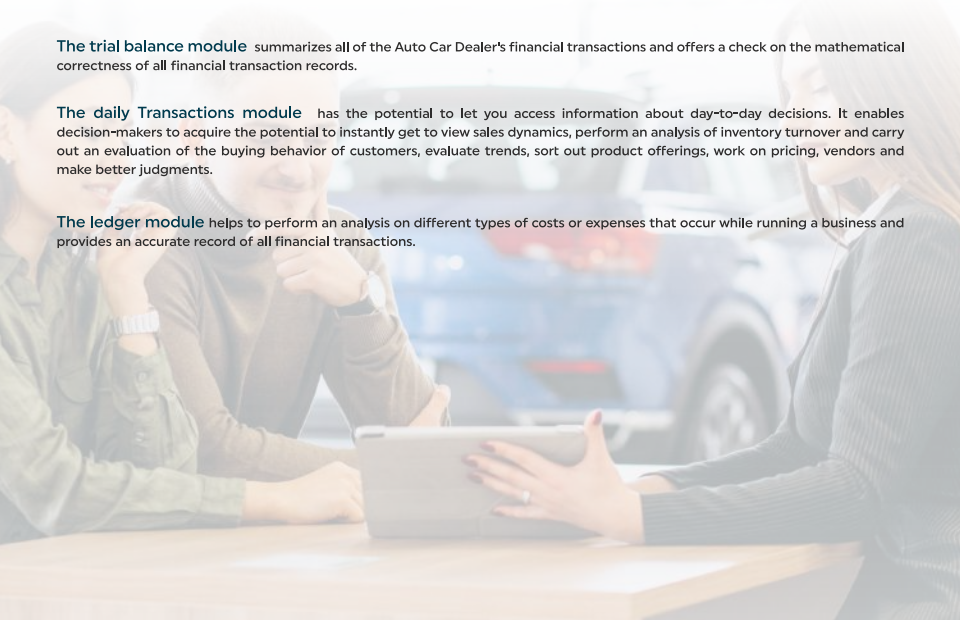 The trial balance module summarizes all of the Auto Car Dealer's financial transactions and offers a check on the mathematical
correctness of all financial transaction records.
The daily Transactions module has the potential to let you access information about day-to-day decisions. It enables
decision-makers to acquire the potential to instantly get to view sales dynamics, perform an analysis of inventory turnover and carry
out an evaluation of the buying behavior of customers, evaluate trends, sort out product offerings, work on pricing, vendors and
make better judgments.
The ledger module helps to perform an analysis on different types of costs or expenses that occur while running a business and
provides an accurate record of all financial transactions.